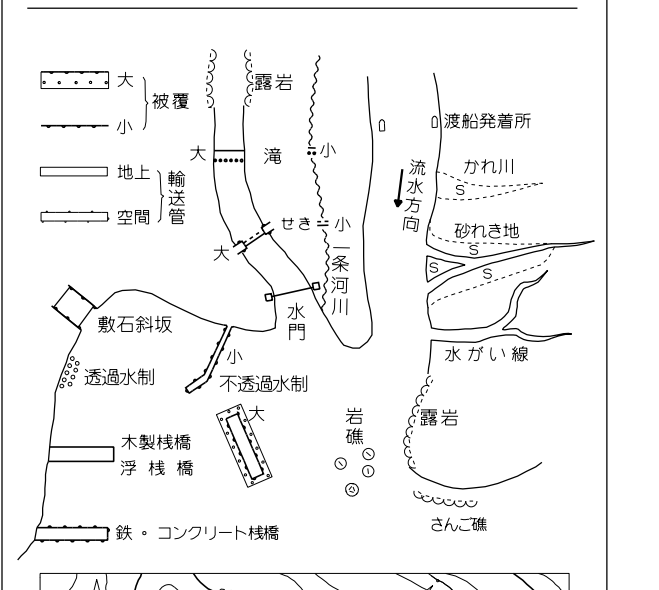 大
被覆
小
地上
輸送管
空間
露岩
大
滝
小
せき
小
大
一条河川
水門
渡船発着所
流水方向
かれ川
S
砂れき地
S
S
水がい線
敷石斜坂
透過水制
小
不透過水制
大
木製桟橋
浮桟橋
鉄・コンクリート桟橋
岩礁
露岩
さんご礁